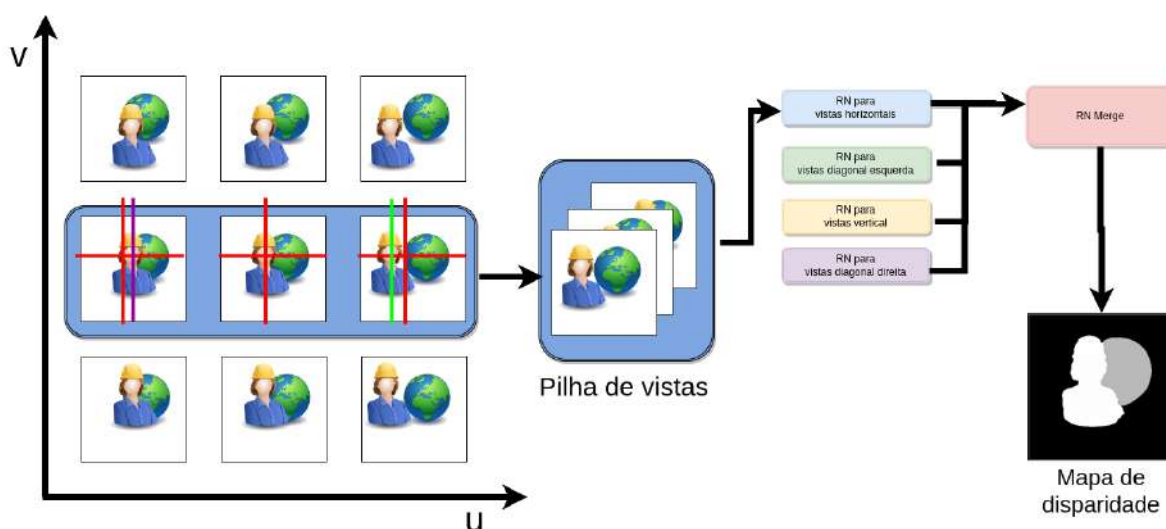 v
u
Pilha de vistas
RN para
vistas horizontais
RN para
vistas diagonal esquerda
RN para
vistas vertical
RN para
vistas diagonal direita
RN Merge
Mapa de
disparidade